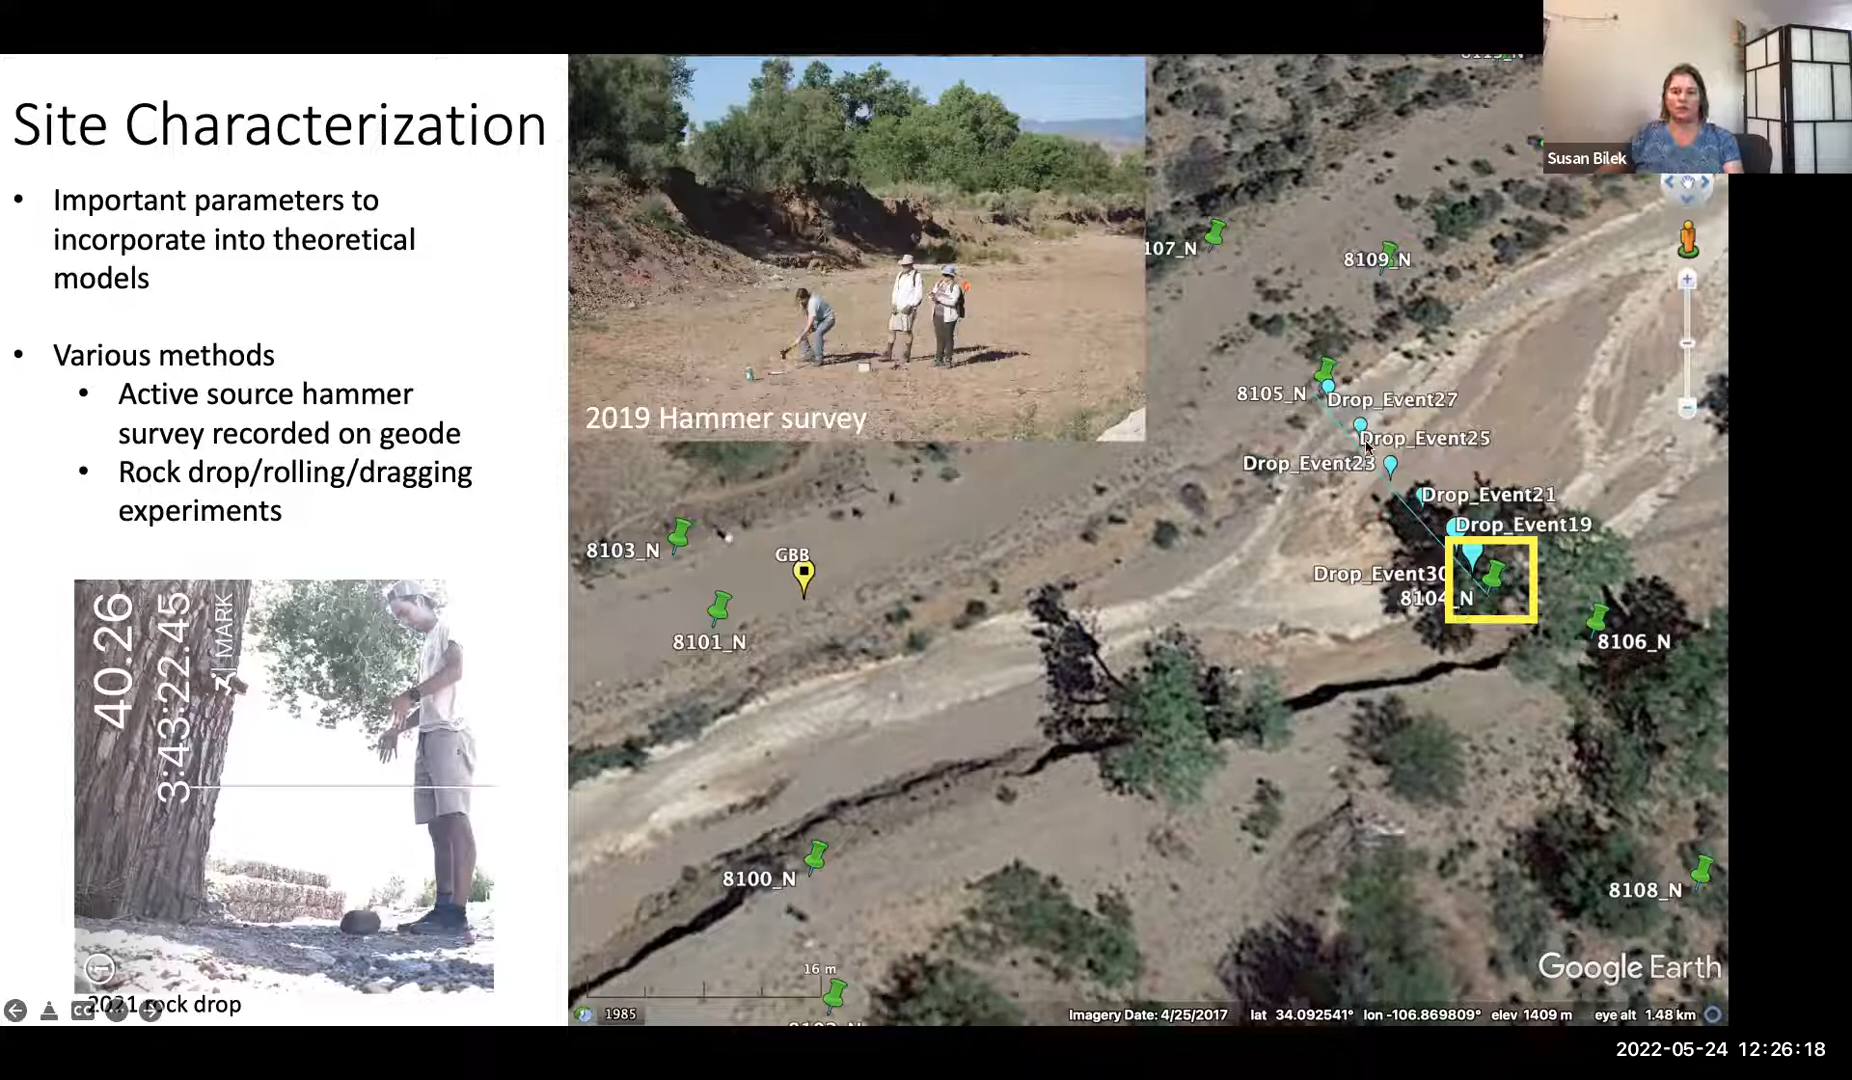 Susan Bilek
Site Characterization
• Important parameters to
incorporate into theoretical
models
• Various methods
• Active source hammer
survey recorded on geode
• Rock drop/rolling/dragging
experiments
40.26
3:43:22.45
MARK
2021 rock drop
CC
2019 Hammer survey
107_N
8109_N
8105_N
Drop_Event27
Drop_Event25
Drop_Event23
Drop_Event21
Drop_Event19
Drop_Event30
8104_N
8103_N
GBB
8101_N
8106_N
8100_N
8108_N
16 m
Google Earth
1985
Imagery Date: 4/25/2017 lat 34.092541° lon -106.869809° elev 1409 m eye alt 1.48 km
2022-05-24 12:26:18